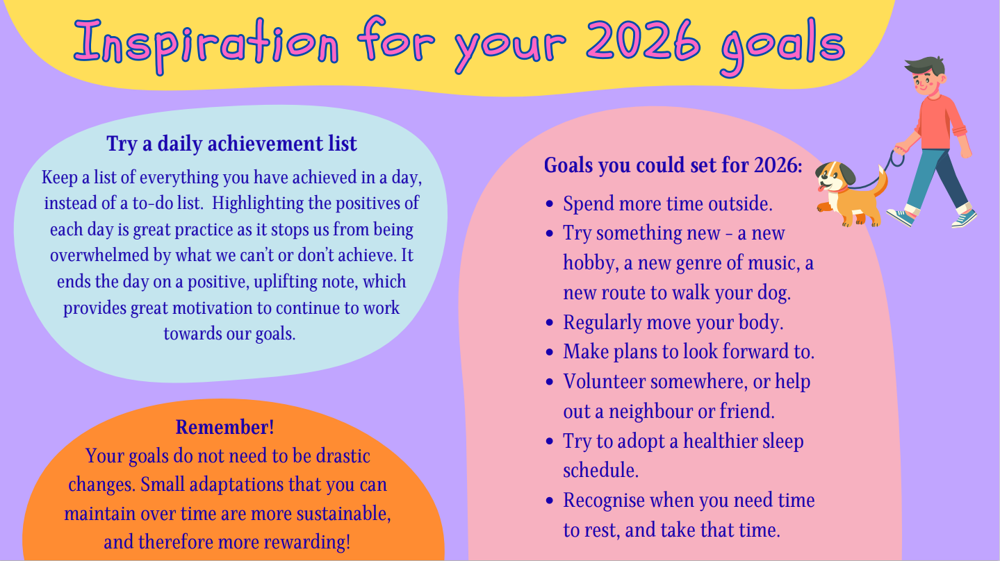 Inspiration for your 2026 goals
Try a daily achievement list
Keep a list of everything you have achieved in a day,
instead of a to-do list.  Highlighting the positives of
each day is great practice as it stops us from being
overwhelmed by what we can't or don't achieve. It
ends the day on a positive, uplifting note, which
provides great motivation to continue to work
towards our goals.
Remember!
Your goals do not need to be drastic
changes. Small adaptations that you can
maintain over time are more sustainable,
and therefore more rewarding!
Goals you could set for 2026:
• Spend more time outside.
• Try something new - a new
hobby, a new genre of music, a
new route to walk your dog.
• Regularly move your body.
• Make plans to look forward to.
• Volunteer somewhere, or help
out a neighbour or friend.
• Try to adopt a healthier sleep
schedule.
• Recognise when you need time
to rest, and take that time.